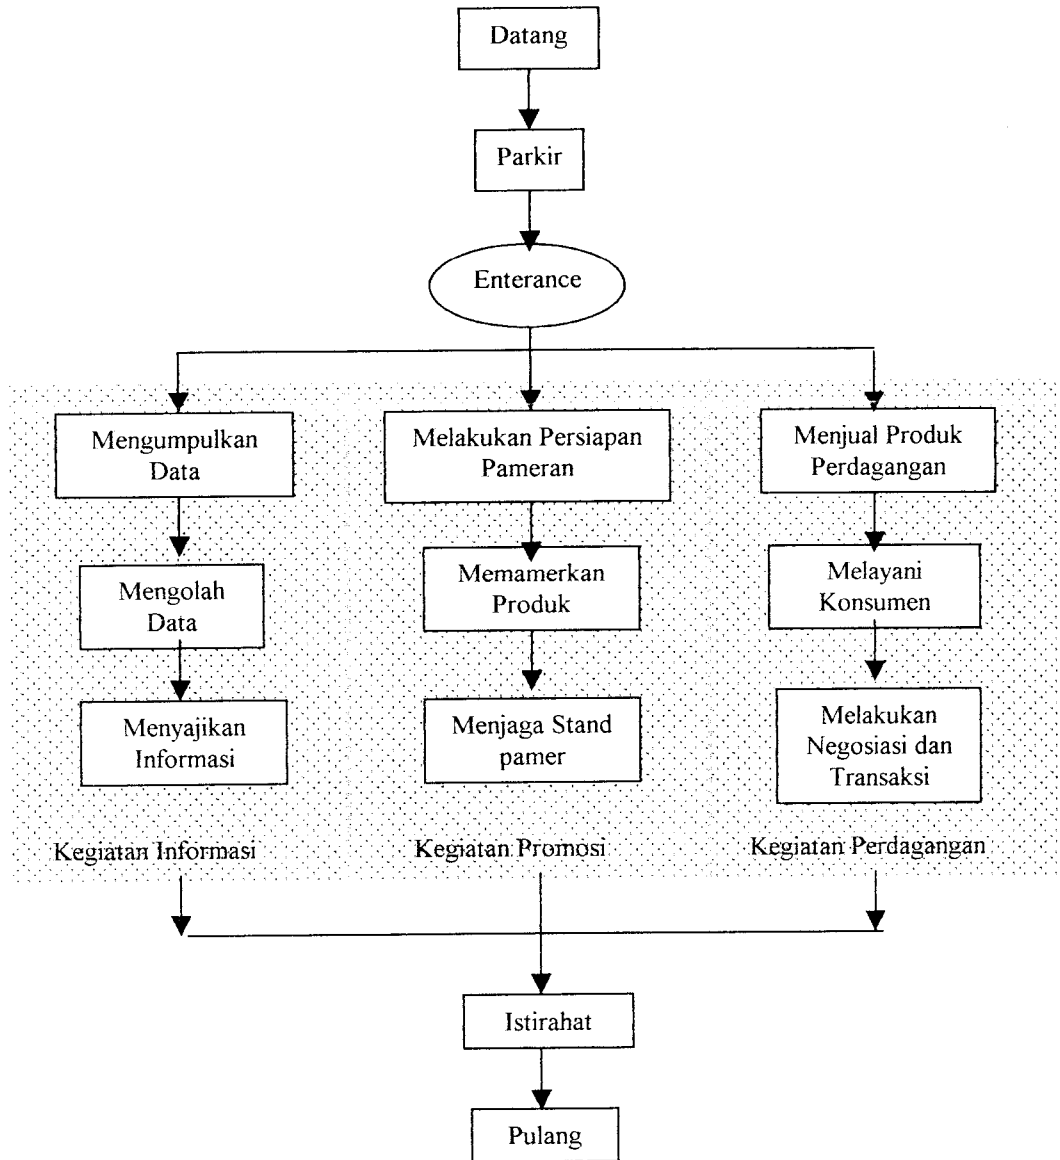 Datang
Parkir
Enterance
Mengumpulkan
Data
Mengolah
Data
Menyajikan
Informasi
Kegiatan Informasi
Melakukan Persiapan
Pameran
Memamerkan
Produk
Menjaga Stand
pamer
Kegiatan Promosi
Menjual Produk
Perdagangan
Melayani
Konsumen
Melakukan
Negosiasi dan
Transaksi
Kegiatan Perdagangan
Istirahat
Pulang